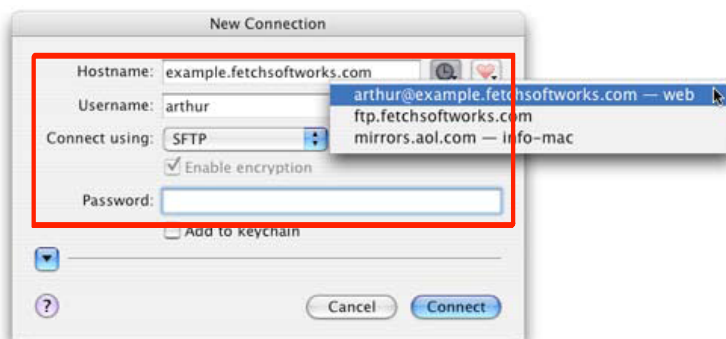 New Connection
Hostname: example.fetchsoftworks.com
arthur@example.fetchsoftworks.com — web
Username: arthur
ftp.fetchsoftworks.com
Connect using: SFTP
mirrors.aol.com — info-mac
Enable encryption
Password:
Add to keychain
?
Cancel Connect